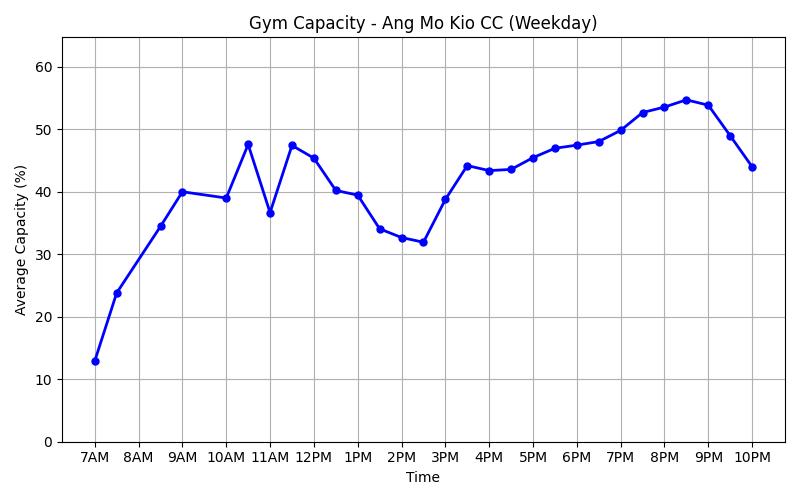 Gym Capacity - Ang Mo Kio CC (Weekday)
60
50
40
30
20
10
0
Average Capacity (%)
7AM 8AM 9AM 10AM 11AM 12PM 1PM 2PM 3PM 4PM 5PM 6PM 7PM 8PM 9PM 10PM
Time